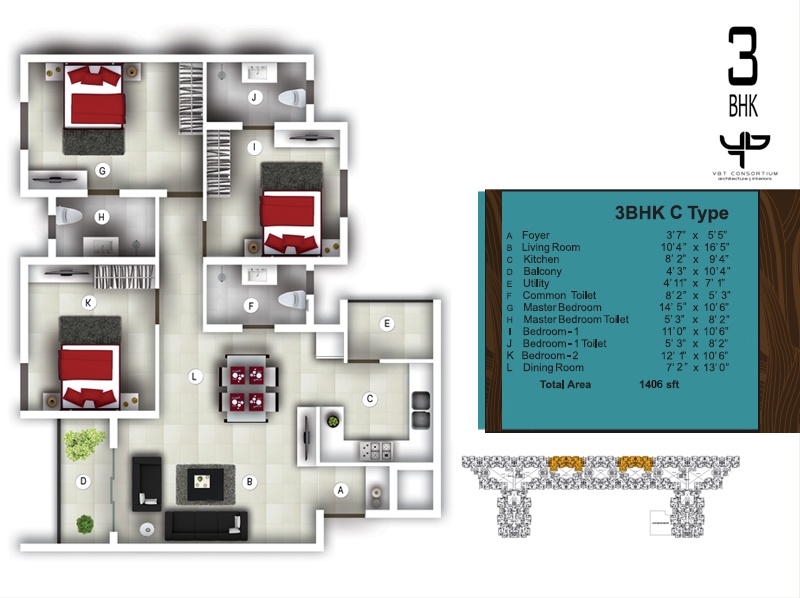 3
BHK
VBT CONSORTIUM
architecture | interiors
3BHK C Type
A Foyer 3'7" x 5'5"
B Living Room 10'4" x 16'5"
C Kitchen 8'2" x 9'4"
D Balcony 4'3" x 10'4"
E Utility 4'11" x 7'1"
F Common Toilet 8'2" x 5'3"
G Master Bedroom 14'5" x 10'6"
H Master Bedroom Toilet 5'3" x 8'2"
I Bedroom-1 11'0" x 10'6"
J Bedroom-1 Toilet 5'3" x 8'2"
K Bedroom-2 12'1" x 10'6"
L Dining Room 7'2" x 13'0"
Total Area 1406 sft
J
I
G
H
K
F
E
L
C
D
B
A